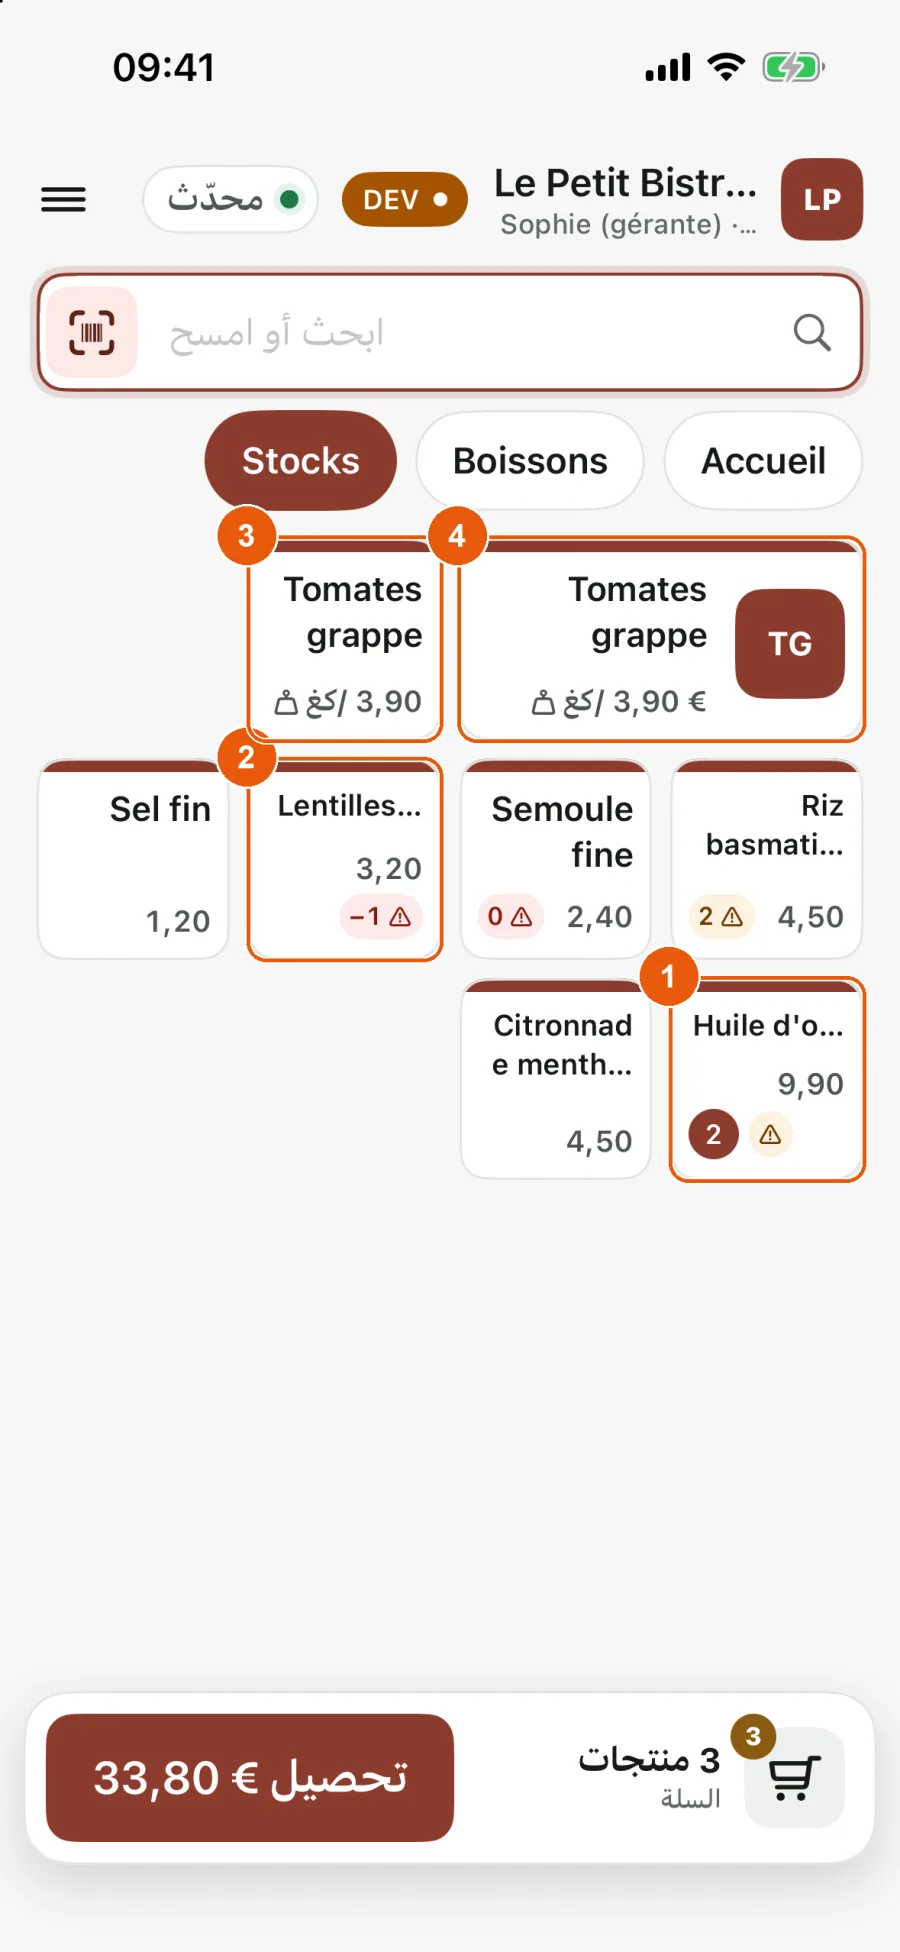 09:41
محدّث
DEV
Le Petit Bistr...
Sophie (gérante) ·...
LP
ابحث أو امسح
Accueil
Boissons
Stocks
4
Tomates
grappe
3,90 € /كغ
TG
3
Tomates
grappe
3,90 /كغ
Riz
basmati...
2
4,50
Semoule
fine
0
2,40
2
Lentilles...
3,20
−1
Sel fin
1,20
1
Huile d'o...
9,90
2
Citronnad
e menth...
4,50
3
3 منتجات
السلة
تحصيل 33,80 €